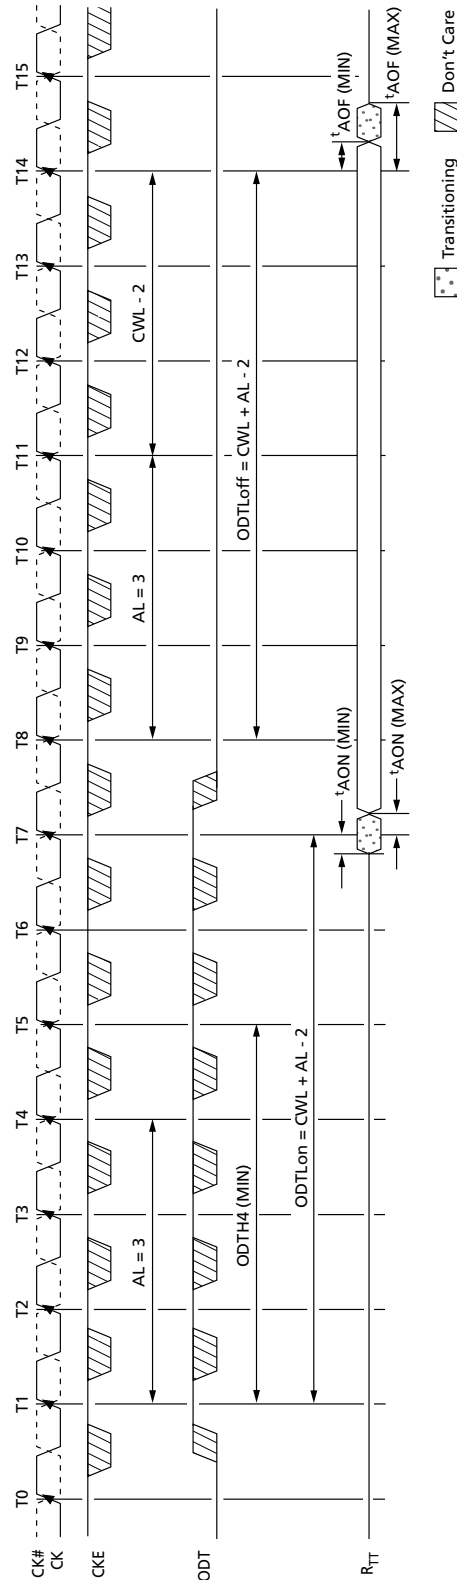 T0 T1 T2 T3 T4 T5 T6 T7 T8 T9 T10 T11 T12 T13 T14 T15
CK#
CK
CKE
AL = 3
AL = 3
CWL - 2
ODT
ODTH4 (MIN)
ODTLoff = CWL + AL - 2
ODTLon = CWL + AL - 2
tAON (MIN)
tAOF (MIN)
RTT
tAON (MAX)
tAOF (MAX)
Transitioning
Don't Care